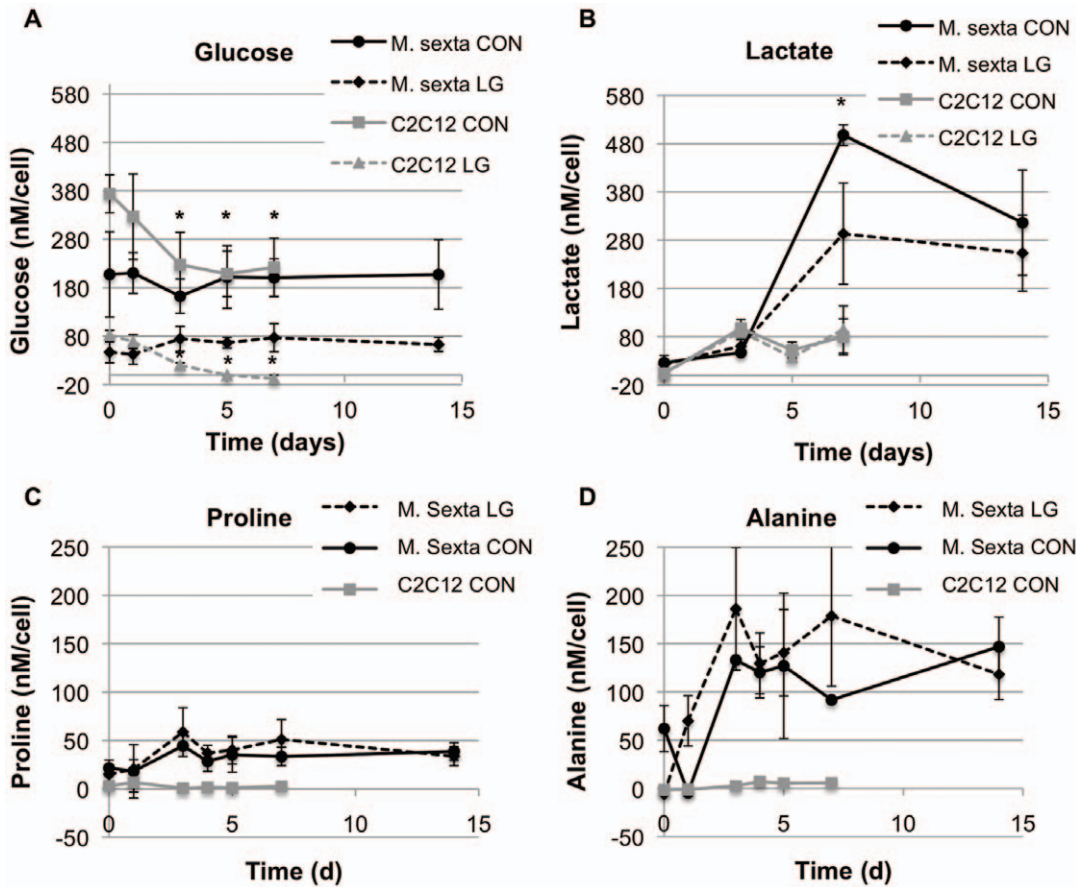 A
Glucose
M. sexta CON
M. sexta LG
C2C12 CON
C2C12 LG
Glucose (nM/cell)
580
480
380
280
180
80
-20
* * *
* * *
0 5 10 15
Time (days)
B
Lactate
M. sexta CON
M. sexta LG
C2C12 CON
C2C12 LG
Lactate (nM/cell)
580
480
380
280
180
80
-20
*
0 5 10 15
Time (days)
C
Proline
M. Sexta LG
M. Sexta CON
C2C12 CON
Proline (nM/cell)
250
200
150
100
50
0
-50
0 5 10 15
Time (d)
D
Alanine
M. Sexta LG
M. Sexta CON
C2C12 CON
Alanine (nM/cell)
250
200
150
100
50
0
-50
0 5 10 15
Time (d)